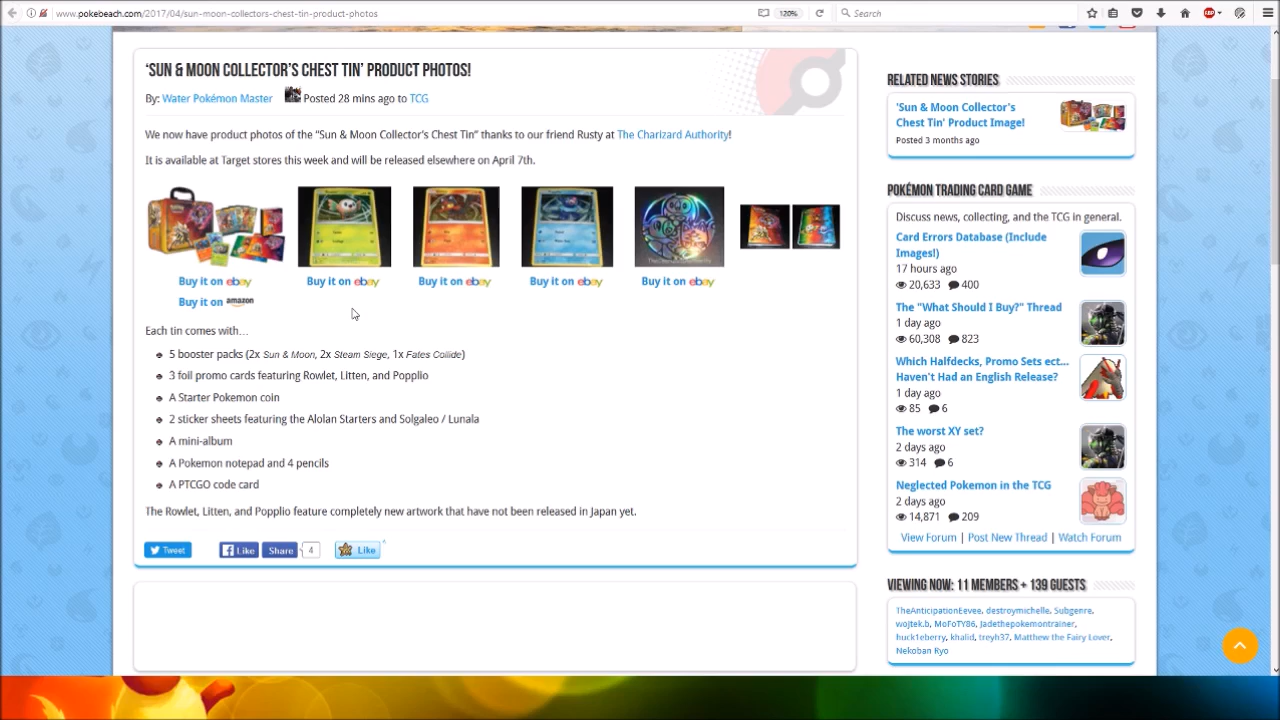 www.pokebeach.com/2017/04/sun-moon-collectors-chest-tin-product-photos
120%
Search
ABP
'SUN & MOON COLLECTOR'S CHEST TIN' PRODUCT PHOTOS!
By: Water Pokémon Master Posted 28 mins ago to TCG
We now have product photos of the "Sun & Moon Collector's Chest Tin" thanks to our friend Rusty at The Charizard Authority!
It is available at Target stores this week and will be released elsewhere on April 7th.
Buy it on ebay Buy it on ebay Buy it on ebay Buy it on ebay Buy it on ebay
Buy it on amazon
Each tin comes with…
5 booster packs (2x Sun & Moon, 2x Steam Siege, 1x Fates Collide)
3 foil promo cards featuring Rowlet, Litten, and Popplio
A Starter Pokemon coin
2 sticker sheets featuring the Alolan Starters and Solgaleo / Lunala
A mini-album
A Pokemon notepad and 4 pencils
A PTCGO code card
The Rowlet, Litten, and Popplio feature completely new artwork that have not been released in Japan yet.
Tweet Like Share 4 Like
RELATED NEWS STORIES
'Sun & Moon Collector's
Chest Tin' Product Image!
Posted 3 months ago
POKÉMON TRADING CARD GAME
Discuss news, collecting, and the TCG in general.
Card Errors Database (Include
Images!)
17 hours ago
20,633 400
The "What Should I Buy?" Thread
1 day ago
60,308 823
Which Halfdecks, Promo Sets ect...
Haven't Had an English Release?
1 day ago
85 6
The worst XY set?
2 days ago
314 6
Neglected Pokemon in the TCG
2 days ago
14,871 209
View Forum | Post New Thread | Watch Forum
VIEWING NOW: 11 MEMBERS + 139 GUESTS
TheAnticipationEevee, destroymichelle, Subgenre,
wojtek.b, MoFoTY86, Jadethepokemontrainer,
huck1eberry, khalid, treyh37, Matthew the Fairy Lover,
Nekoban Ryo